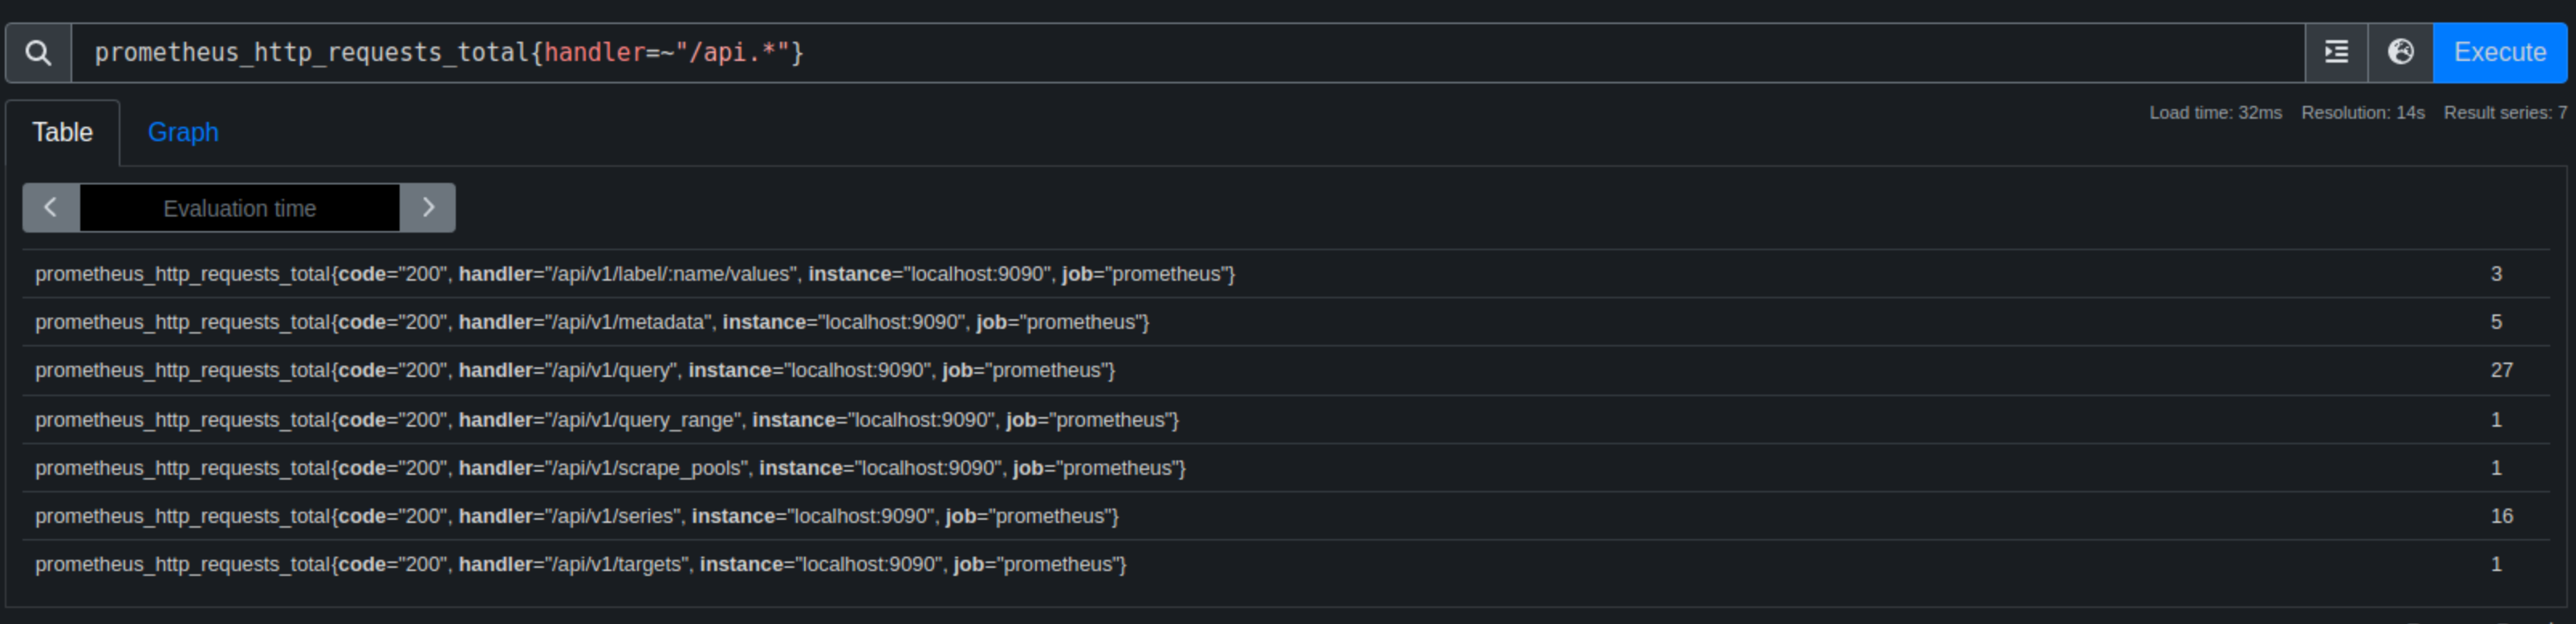 prometheus_http_requests_total{handler=~"/api.*"}
Execute
Table
Graph
Load time: 32ms Resolution: 14s Result series: 7
Evaluation time
prometheus_http_requests_total{code="200", handler="/api/v1/label/:name/values", instance="localhost:9090", job="prometheus"} 3
prometheus_http_requests_total{code="200", handler="/api/v1/metadata", instance="localhost:9090", job="prometheus"} 5
prometheus_http_requests_total{code="200", handler="/api/v1/query", instance="localhost:9090", job="prometheus"} 27
prometheus_http_requests_total{code="200", handler="/api/v1/query_range", instance="localhost:9090", job="prometheus"} 1
prometheus_http_requests_total{code="200", handler="/api/v1/scrape_pools", instance="localhost:9090", job="prometheus"} 1
prometheus_http_requests_total{code="200", handler="/api/v1/series", instance="localhost:9090", job="prometheus"} 16
prometheus_http_requests_total{code="200", handler="/api/v1/targets", instance="localhost:9090", job="prometheus"} 1